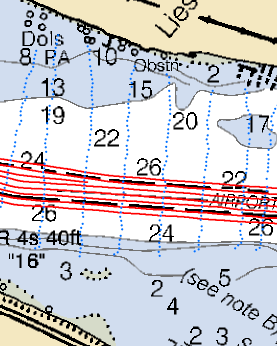 Lies
Dols
8 PA 10 Obstn
2
13 15
19 20 17
22
24 26 22
AIRPORT
26 26
R 4s 40ft 24
"16"
3 2 5
(see note B)
4
2 3 S